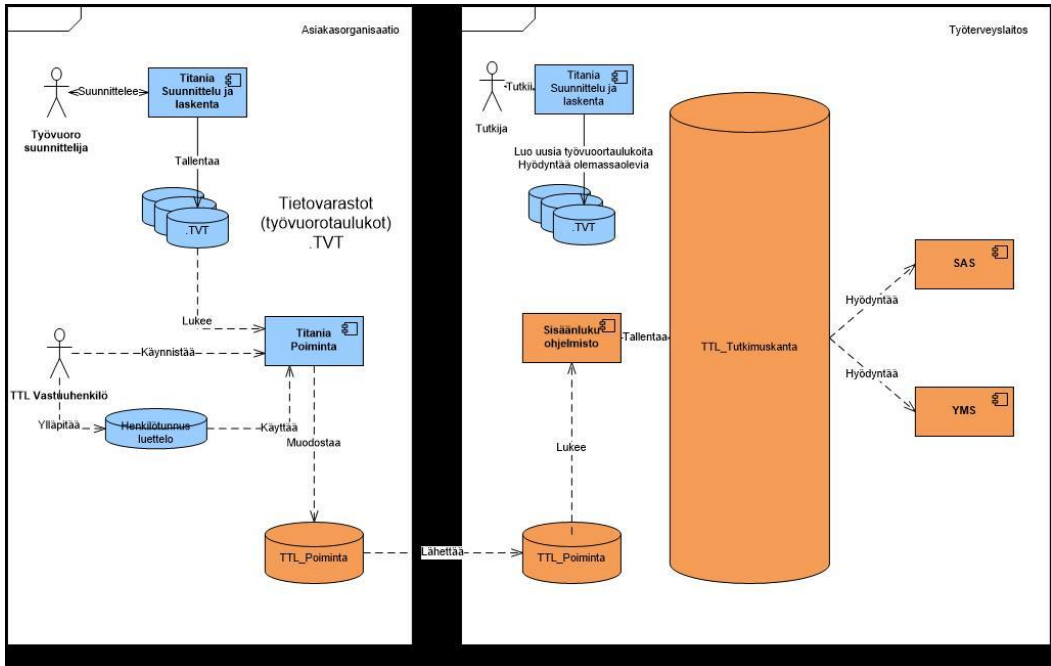 Asiakasorganisaatio
Titania
Suunnittelu ja
laskenta
Suunnittelee
Työvuoro
suunnittelija
Tallentaa
.TVT
Tietovarastot
(työvuorotaulukot)
.TVT
Lukee
Titania
Poiminta
Käynnistää
TTL Vastuuhenkilö
Ylläpitää
Henkilötunnus
luettelo
Käyttää
Muodostaa
TTL_Poiminta
Lähettää
Työterveyslaitos
Titania
Suunnittelu ja
laskenta
Tutkii
Tutkija
Luo uusia työvuoortaulukoita
Hyödyntää olemassaolevia
.TVT
Sisäänluku
ohjelmisto
Tallentaa
Lukee
TTL_Poiminta
TTL_Tutkimuskanta
Hyödyntää
SAS
Hyödyntää
YMS